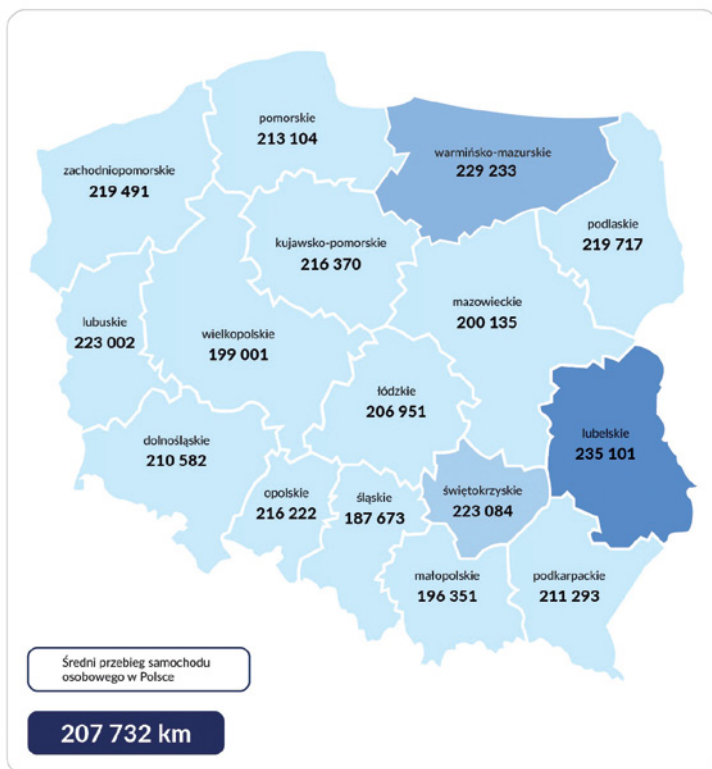 pomorskie
213 104
warmińsko-mazurskie
229 233
zachodniopomorskie
219 491
podlaskie
219 717
kujawsko-pomorskie
216 370
mazowieckie
200 135
lubuskie
223 002
wielkopolskie
199 001
łódzkie
206 951
lubelskie
235 101
dolnośląskie
210 582
opolskie
216 222
śląskie
187 673
świętokrzyskie
223 084
małopolskie
196 351
podkarpackie
211 293
Średni przebieg samochodu
osobowego w Polsce
207 732 km